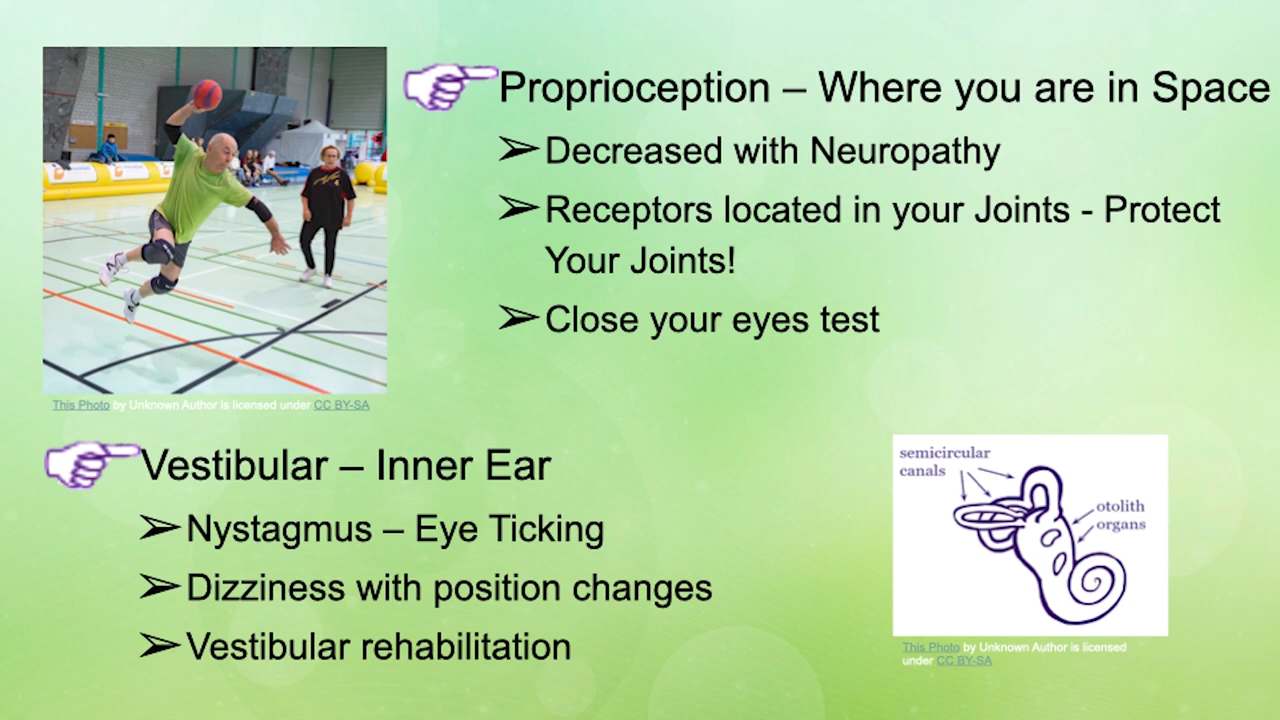 Proprioception – Where you are in Space
➢Decreased with Neuropathy
➢Receptors located in your Joints - Protect
Your Joints!
➢Close your eyes test
This Photo by Unknown Author is licensed under CC BY-SA
Vestibular – Inner Ear
➢Nystagmus – Eye Ticking
➢Dizziness with position changes
➢Vestibular rehabilitation
semicircular
canals
otolith
organs
This Photo by Unknown Author is licensed
under CC BY-SA